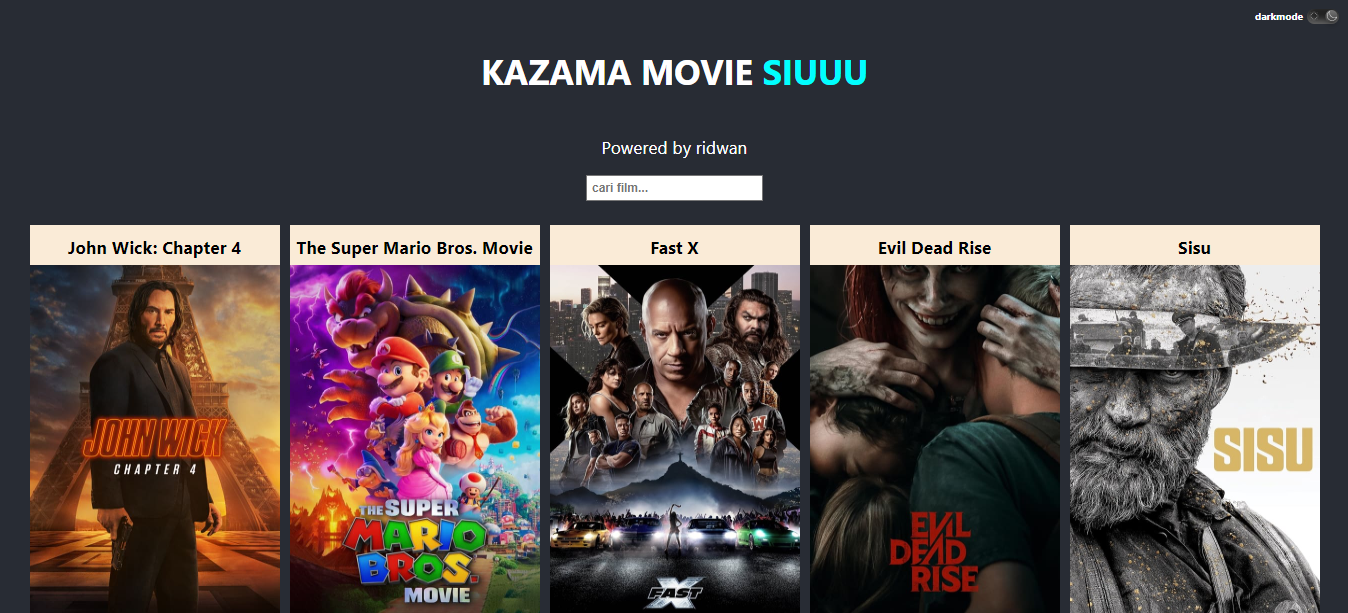 darkmode
KAZAMA MOVIE SIUUU
Powered by ridwan
cari film...
John Wick: Chapter 4
The Super Mario Bros. Movie
Fast X
Evil Dead Rise
Sisu
JOHN WICK
CHAPTER 4
THE SUPER
MARIO
BROS.
MOVIE
FAST X
EVIL
DEAD
RISE
SISU